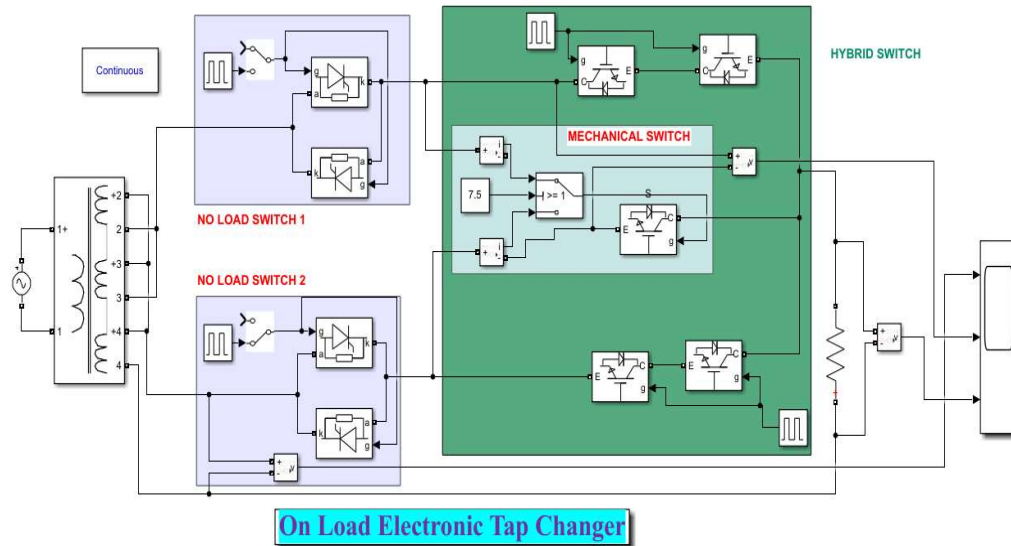 HYBRID SWITCH
Continuous
g
k
a
a
k
g
NO LOAD SWITCH 1
g
C
E
g
C
E
MECHANICAL SWITCH
+
i
-
7.5
>= 1
S
E
C
g
+
i
-
+
-
v
1+
1
+2
2
+3
3
+4
4
NO LOAD SWITCH 2
g
k
a
a
k
g
+
-
v
E
C
g
E
C
g
+
-
v
+
On Load Electronic Tap Changer